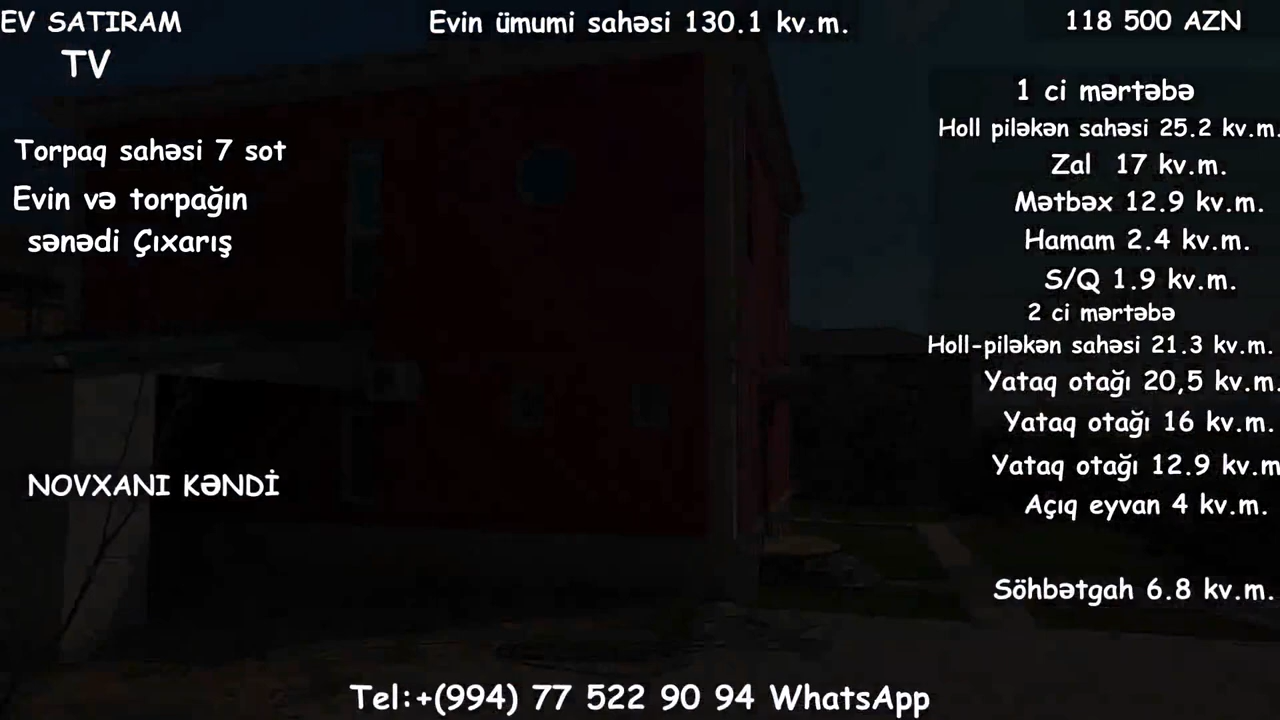 EV SATIRAM
TV
Evin ümumi sahəsi 130.1 kv.m.
118 500 AZN
Torpaq sahəsi 7 sot
Evin və torpağın
sənədi Çıxarış
NOVXANI KƏNDİ
1 ci mərtəbə
Holl piləkən sahəsi 25.2 kv.m.
Zal 17 kv.m.
Mətbəx 12.9 kv.m.
Hamam 2.4 kv.m.
S/Q 1.9 kv.m.
2 ci mərtəbə
Holl-piləkən sahəsi 21.3 kv.m.
Yataq otağı 20,5 kv.m.
Yataq otağı 16 kv.m.
Yataq otağı 12.9 kv.m
Açıq eyvan 4 kv.m.
Söhbətgah 6.8 kv.m.
Tel:+(994) 77 522 90 94 WhatsApp